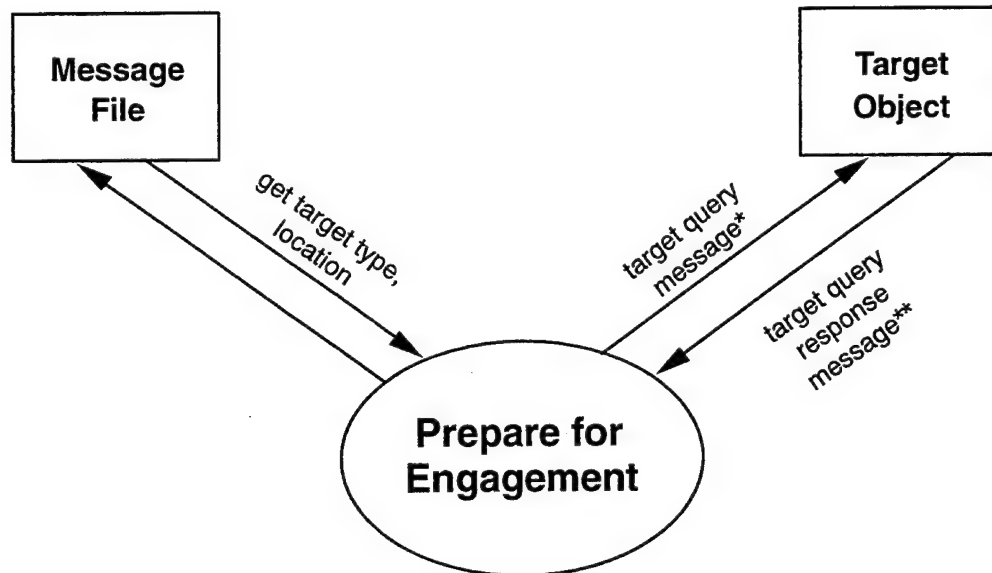 Message
File
Target
Object
get target type,
location
target query
message*
target query
response
message**
Prepare for
Engagement